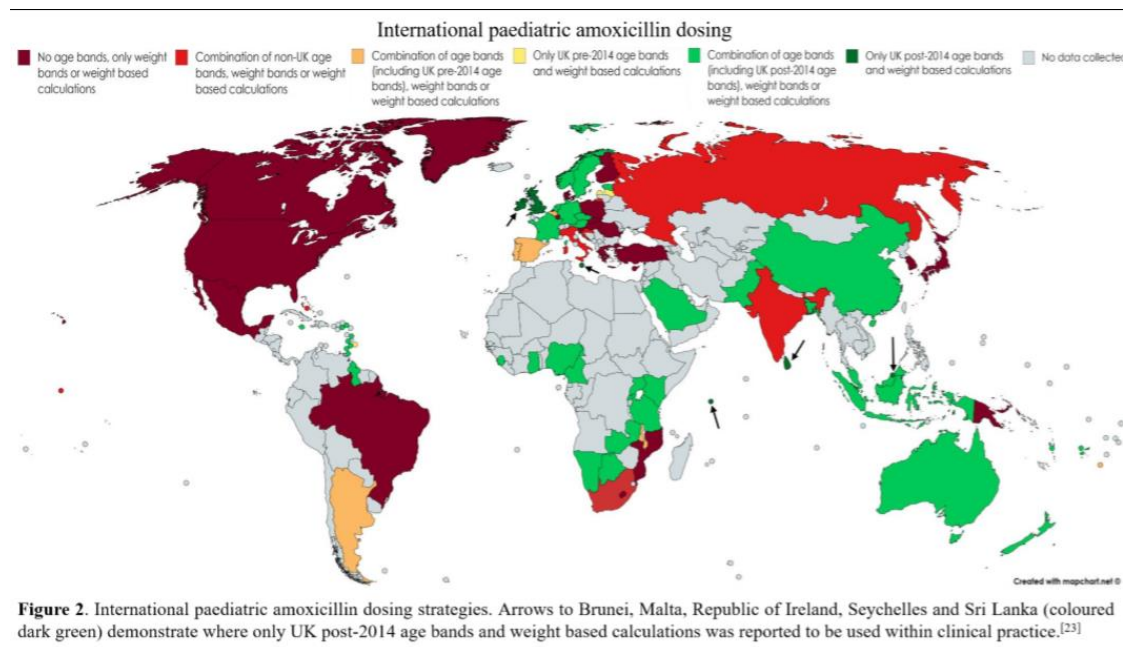 International paediatric amoxicillin dosing
No age bands, only weight
bands or weight based
calculations
Combination of non-UK age
bands, weight bands or weight
based calculations
Combination of age bands
(including UK pre-2014 age
bands), weight bands or
weight based calculations
Only UK pre-2014 age bands
and weight based calculations
Combination of age bands
(including UK post-2014 age
bands), weight bands or
weight based calculations
Only UK post-2014 age bands
and weight based calculations
No data collected
Created with mapchart.net ©
Figure 2. International paediatric amoxicillin dosing strategies. Arrows to Brunei, Malta, Republic of Ireland, Seychelles and Sri Lanka (coloured
dark green) demonstrate where only UK post-2014 age bands and weight based calculations was reported to be used within clinical practice.[23]